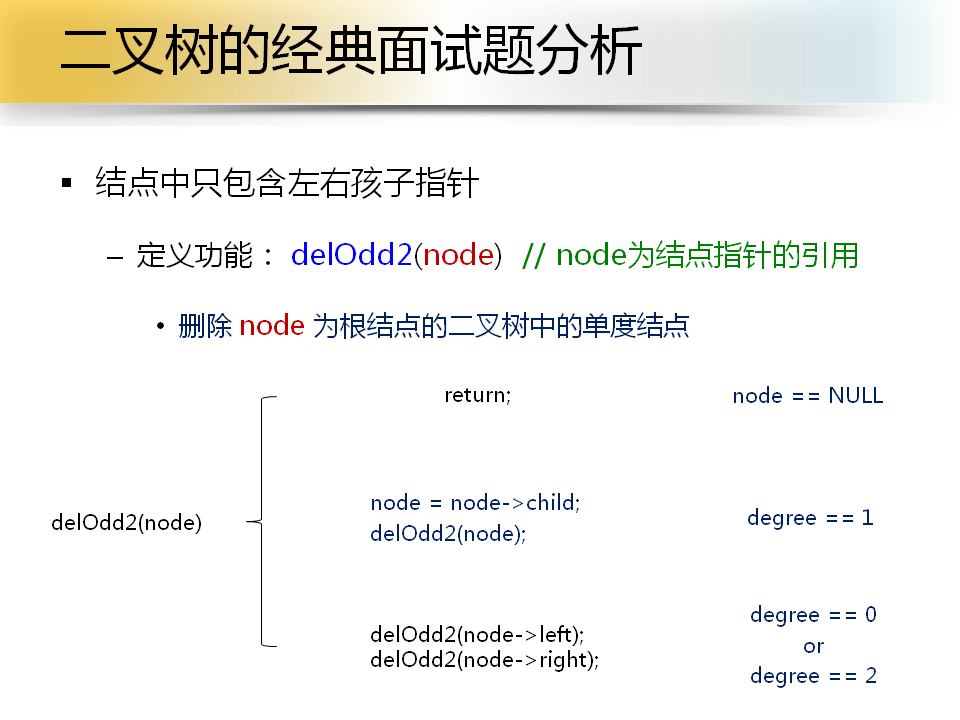 二叉树的经典面试题分析
▪ 结点中只包含左右孩子指针
– 定义功能： delOdd2(node) // node为结点指针的引用
• 删除 node 为根结点的二叉树中的单度结点
return; node == NULL
node = node->child;
delOdd2(node) degree == 1
delOdd2(node);
degree == 0
delOdd2(node->left);
or
delOdd2(node->right);
degree == 2